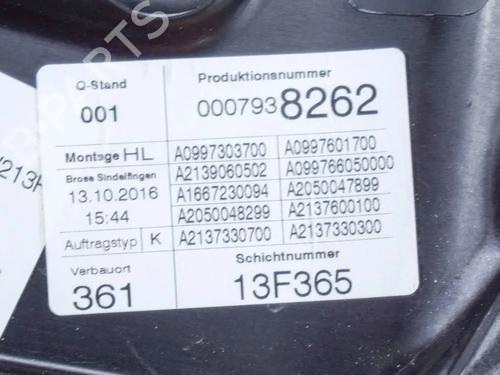 Q-Stand Produktionsnummer
001 0007938262
Montage HL A0997303700 A0997601700
Brose Sindelfingen A2139060502 A099766050000
13.10.2016 A1667230094 A2050047899
15:44 A2050048299 A2137600100
Auftragstyp K A2137330700 A2137330300
Verbauort Schichtnummer
361 13F365